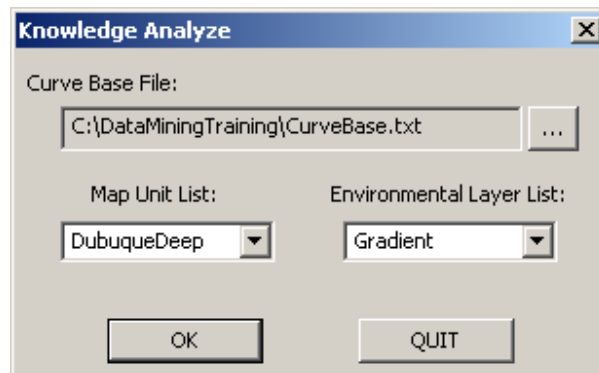 Knowledge Analyze
Curve Base File:
C:\DataMiningTraining\CurveBase.txt ...
Map Unit List: Environmental Layer List:
DubuqueDeep Gradient
OK QUIT